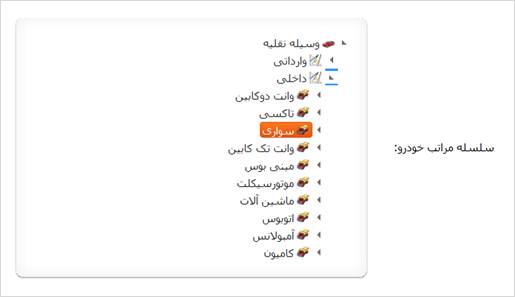 وسیله نقلیه
وارداتی
داخلی
وانت دوکابین
تاکسی
سواری
وانت تک کابین
مینی بوس
موتورسیکلت
ماشین آلات
اتوبوس
آمبولانس
کامیون
سلسله مراتب خودرو: